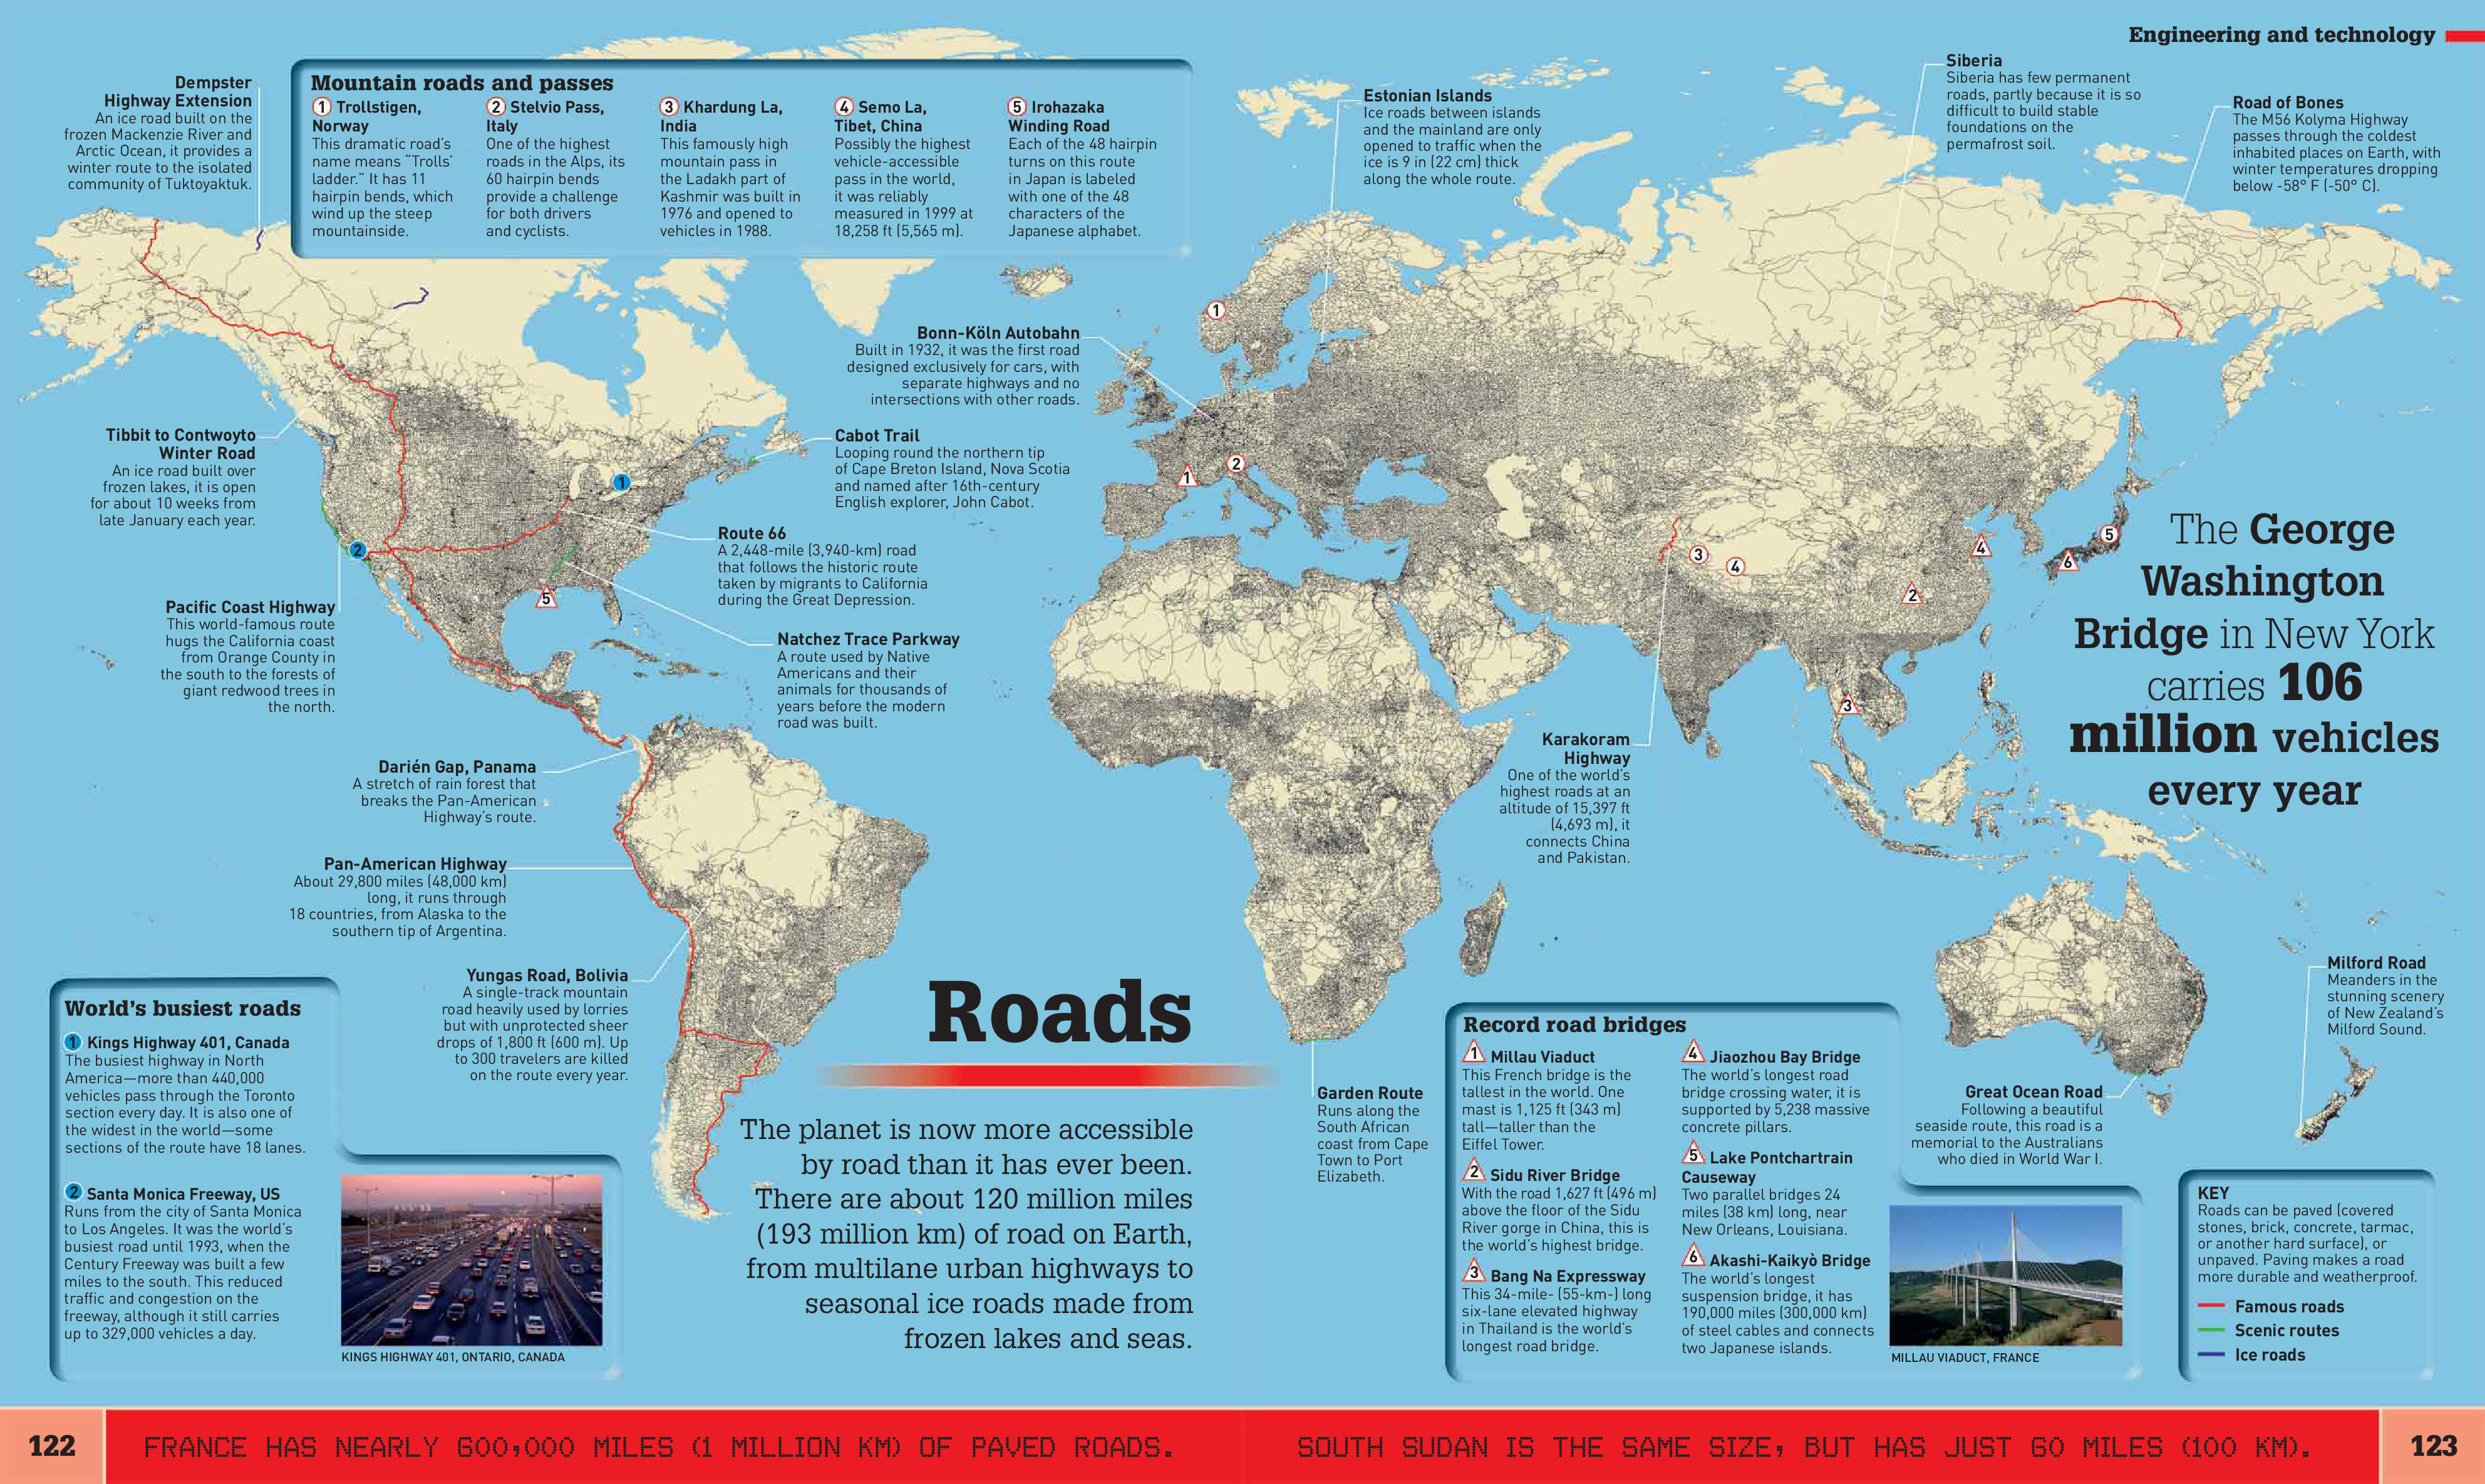 Engineering and technology
Dempster
Highway Extension
An ice road built on the
frozen Mackenzie River and
Arctic Ocean, it provides a
winter route to the isolated
community of Tuktoyaktuk.
Mountain roads and passes
1 Trollstigen,
Norway
This dramatic road's
name means "Trolls'
ladder." It has 11
hairpin bends, which
wind up the steep
mountainside.
2 Stelvio Pass,
Italy
One of the highest
roads in the Alps, its
60 hairpin bends
provide a challenge
for both drivers
and cyclists.
3 Khardung La,
India
This famously high
mountain pass in
the Ladakh part of
Kashmir was built in
1976 and opened to
vehicles in 1988.
4 Semo La,
Tibet, China
Possibly the highest
vehicle-accessible
pass in the world,
it was reliably
measured in 1999 at
18,258 ft (5,565 m).
5 Irohazaka
Winding Road
Each of the 48 hairpin
turns on this route
in Japan is labeled
with one of the 48
characters of the
Japanese alphabet.
Estonian Islands
Ice roads between islands
and the mainland are only
opened to traffic when the
ice is 9 in (22 cm) thick
along the whole route.
Siberia
Siberia has few permanent
roads, partly because it is so
difficult to build stable
foundations on the
permafrost soil.
Road of Bones
The M56 Kolyma Highway
passes through the coldest
inhabited places on Earth, with
winter temperatures dropping
below -58° F (-50° C).
Bonn-Köln Autobahn
Built in 1932, it was the first road
designed exclusively for cars, with
separate highways and no
intersections with other roads.
Tibbit to Contwoyto
Winter Road
An ice road built over
frozen lakes, it is open
for about 10 weeks from
late January each year.
Cabot Trail
Looping round the northern tip
of Cape Breton Island, Nova Scotia
and named after 16th-century
English explorer, John Cabot.
Route 66
A 2,448-mile (3,940-km) road
that follows the historic route
taken by migrants to California
during the Great Depression.
Pacific Coast Highway
This world-famous route
hugs the California coast
from Orange County in
the south to the forests of
giant redwood trees in
the north.
Natchez Trace Parkway
A route used by Native
Americans and their
animals for thousands of
years before the modern
road was built.
Darién Gap, Panama
A stretch of rain forest that
breaks the Pan-American
Highway's route.
Pan-American Highway
About 29,800 miles (48,000 km)
long, it runs through
18 countries, from Alaska to the
southern tip of Argentina.
Yungas Road, Bolivia
A single-track mountain
road heavily used by lorries
but with unprotected sheer
drops of 1,800 ft (600 m). Up
to 300 travelers are killed
on the route every year.
Karakoram
Highway
One of the world's
highest roads at an
altitude of 15,397 ft
(4,693 m), it
connects China
and Pakistan.
The George
Washington
Bridge in New York
carries 106
million vehicles
every year
1
2
5
1
1
2
3
4
2
3
4
5
6
World's busiest roads
1 Kings Highway 401, Canada
The busiest highway in North
America—more than 440,000
vehicles pass through the Toronto
section every day. It is also one of
the widest in the world—some
sections of the route have 18 lanes.
2 Santa Monica Freeway, US
Runs from the city of Santa Monica
to Los Angeles. It was the world's
busiest road until 1993, when the
Century Freeway was built a few
miles to the south. This reduced
traffic and congestion on the
freeway, although it still carries
up to 329,000 vehicles a day.
KINGS HIGHWAY 401, ONTARIO, CANADA
Roads
The planet is now more accessible
by road than it has ever been.
There are about 120 million miles
(193 million km) of road on Earth,
from multilane urban highways to
seasonal ice roads made from
frozen lakes and seas.
Garden Route
Runs along the
South African
coast from Cape
Town to Port
Elizabeth.
Record road bridges
1 Millau Viaduct
This French bridge is the
tallest in the world. One
mast is 1,125 ft (343 m)
tall—taller than the
Eiffel Tower.
2 Sidu River Bridge
With the road 1,627 ft (496 m)
above the floor of the Sidu
River gorge in China, this is
the world's highest bridge.
3 Bang Na Expressway
This 34-mile- (55-km-) long
six-lane elevated highway
in Thailand is the world's
longest road bridge.
4 Jiaozhou Bay Bridge
The world's longest road
bridge crossing water, it is
supported by 5,238 massive
concrete pillars.
5 Lake Pontchartrain
Causeway
Two parallel bridges 24
miles (38 km) long, near
New Orleans, Louisiana.
6 Akashi-Kaikyò Bridge
The world's longest
suspension bridge, it has
190,000 miles (300,000 km)
of steel cables and connects
two Japanese islands.
MILLAU VIADUCT, FRANCE
Great Ocean Road
Following a beautiful
seaside route, this road is a
memorial to the Australians
who died in World War I.
Milford Road
Meanders in the
stunning scenery
of New Zealand's
Milford Sound.
KEY
Roads can be paved (covered
stones, brick, concrete, tarmac,
or another hard surface), or
unpaved. Paving makes a road
more durable and weatherproof.
Famous roads
Scenic routes
Ice roads
122
FRANCE HAS NEARLY 600,000 MILES (1 MILLION KM) OF PAVED ROADS.
SOUTH SUDAN IS THE SAME SIZE, BUT HAS JUST 60 MILES (100 KM).
123